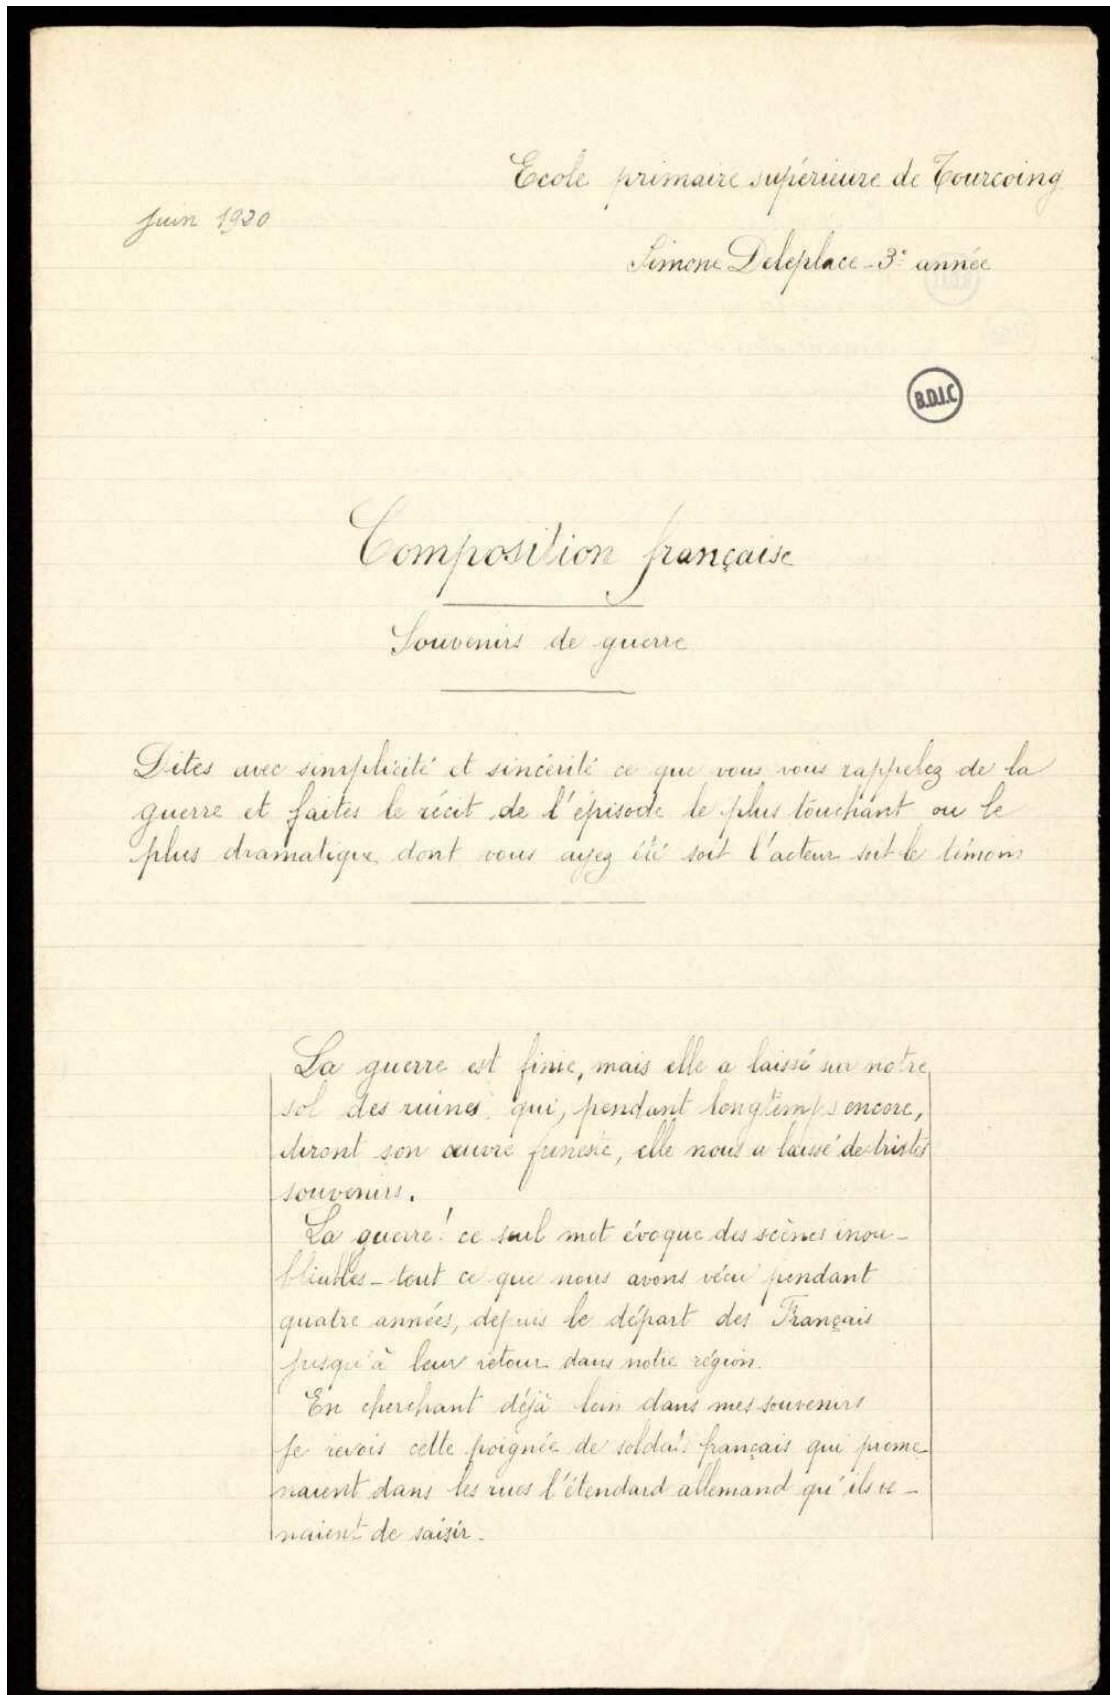 Ecole primaire supérieure de Tourcoing
Juin 1920
Simone Deleplace - 3e année
B.D.I.C
Composition française
Souvenirs de guerre
Dites avec simplicité et sincérité ce que vous vous rappelez de la
guerre et faites le récit de l'épisode le plus touchant ou le
plus dramatique dont vous ayez été soit l'acteur soit le témoin
La guerre est finie, mais elle a laissé sur notre
sol des ruines qui, pendant longtemps encore,
diront son œuvre funeste, elle nous a laissé de tristes
souvenirs.
La guerre! ce seul mot évoque des scènes inou-
bliables - tout ce que nous avons vécu pendant
quatre années, depuis le départ des Français
jusqu'à leur retour dans notre région.
En cherchant déjà loin dans mes souvenirs
je revois cette poignée de soldats français qui prome-
naient dans les rues l'étendard allemand qu'ils ve-
naient de saisir.